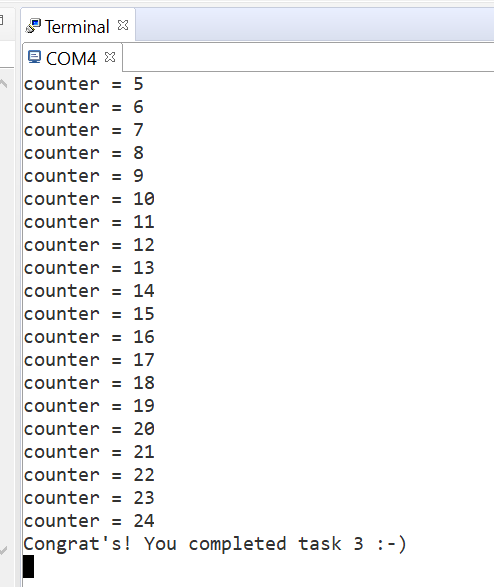 Terminal
COM4
counter = 5
counter = 6
counter = 7
counter = 8
counter = 9
counter = 10
counter = 11
counter = 12
counter = 13
counter = 14
counter = 15
counter = 16
counter = 17
counter = 18
counter = 19
counter = 20
counter = 21
counter = 22
counter = 23
counter = 24
Congrat's! You completed task 3 :-)